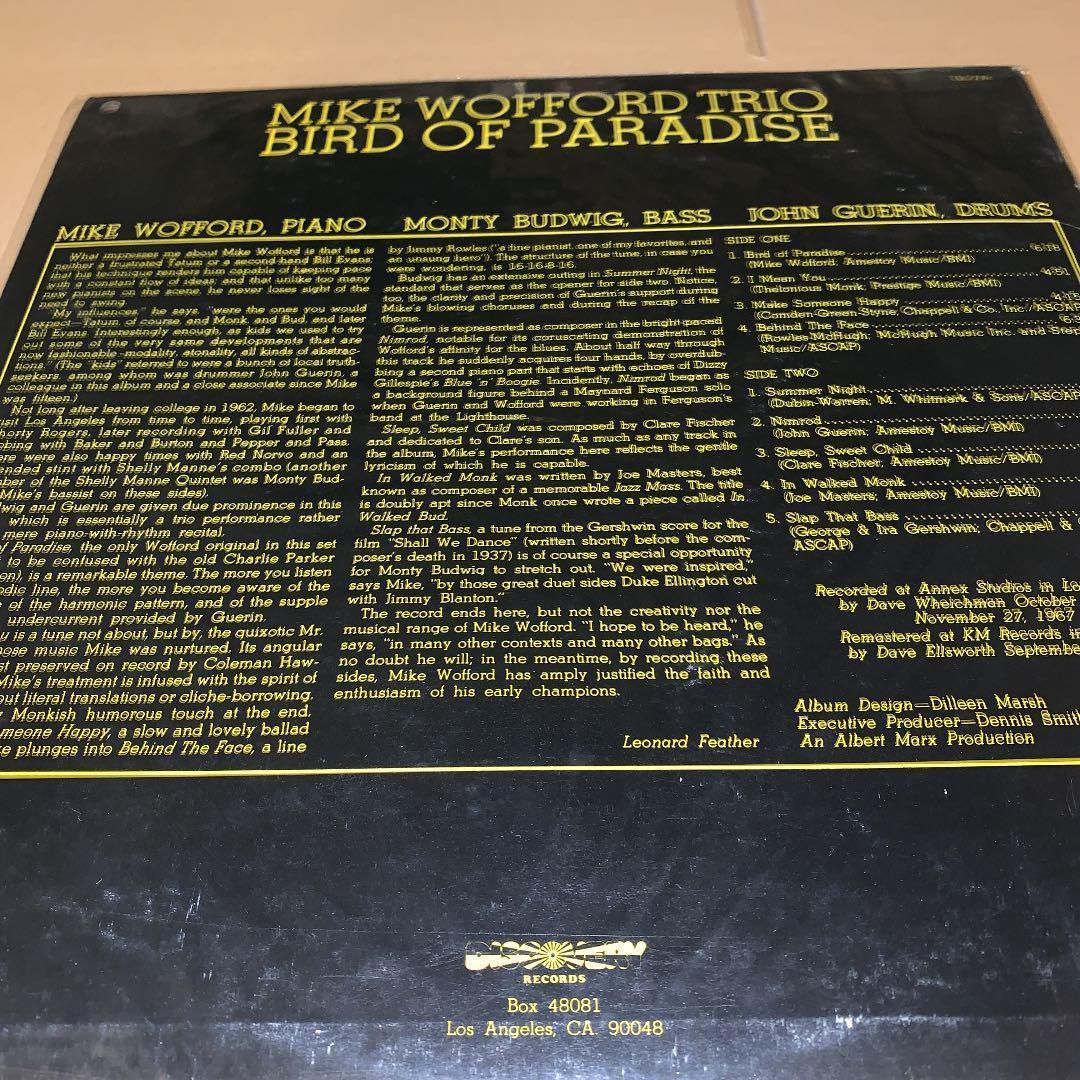 MIKE WOFFORD TRIO
BIRD OF PARADISE
MIKE WOFFORD, PIANO
MONTY BUDWIG, BASS
JOHN GUERIN, DRUMS
What impresses me about Mike Wofford is that he is
neither a truncated Tatum nor a second-hand Bill Evans;
that technique renders him capable of keeping pace
with a constant flow of ideas; and that unlike too many
new pianists on the scene, he never loses sight of the
need to swing.
"My influences," he says, "were the ones you would
expect—Tatum, of course and Monk, and Bud, and later
Bill Evans. Interestingly enough, as kids we used to try
out some of the very same developments that are
now fashionable—modality, atonality, all kinds of abstrac-
tions." (The "kids" referred to were a bunch of local truth-
seekers, among whom was drummer John Guerin, a
colleague in this album and a close associate since Mike
was fifteen.)
Not long after leaving college in 1962, Mike began to
visit Los Angeles from time to time, playing first with
Shorty Rogers, later recording with Gil Fuller and
with Baker and Burton and Pepper and Pass.
were also happy times with Red Norvo and an
stint with Shelly Manne's combo (another
of the Shelly Manne Quintet was Monty Bud-
Mike's bassist on these sides).
and Guerin are given due prominence in this
which is essentially a trio performance rather
mere piano-with-rhythm recital.
of Paradise, the only Wofford original in this set
to be confused with the old Charlie Parker
is a remarkable theme. The more you listen
line, the more you become aware of the
of the harmonic pattern, and of the supple
undercurrent provided by Guerin.
is a tune not about, but by, the quixotic Mr.
whose music Mike was nurtured. Its angular
preserved on record by Coleman Haw-
Mike's treatment is infused with the spirit of
literal translations or cliche-borrowing.
Monkish humorous touch at the end.
Someone Happy, a slow and lovely ballad
plunges into Behind The Face, a line
by Jimmy Rowles ("a fine pianist, one of my favorites, and
an unsung hero"). The structure of the tune, in case you
were wondering, is 16-16-8-16.
Budwig has an extensive outing in Summer Night, the
standard that serves as the opener for side two. Notice,
too, the clarity and precision of Guerin's support during
Mike's blowing choruses and during the recap of the
theme.
Guerin is represented as composer in the bright-paced
Nimrod, notable for its coruscating demonstration of
Wofford's affinity for the blues. About half way through
this track he suddenly acquires four hands, by overdub-
bing a second piano part that starts with echoes of Dizzy
Gillespie's Blue 'n' Boogie. Incidently, Nimrod began as
a background figure behind a Maynard Ferguson solo
when Guerin and Wofford were working in Ferguson's
band at the Lighthouse.
Sleep, Sweet Child was composed by Clare Fischer
and dedicated to Clare's son. As much as any track in
the album, Mike's performance here reflects the gentle
lyricism of which he is capable.
In Walked Monk was written by Joe Masters, best
known as composer of a memorable Jazz Mass. The title
is doubly apt since Monk once wrote a piece called In
Walked Bud.
Slap that Bass, a tune from the Gershwin score for the
film "Shall We Dance" (written shortly before the com-
poser's death in 1937) is of course a special opportunity
for Monty Budwig to stretch out. "We were inspired,"
says Mike, "by those great duet sides Duke Ellington cut
with Jimmy Blanton."
The record ends here, but not the creativity nor the
musical range of Mike Wofford. "I hope to be heard," he
says, "in many other contexts and many other bags." As
no doubt he will; in the meantime, by recording these
sides, Mike Wofford has amply justified the faith and
enthusiasm of his early champions.
Leonard Feather
SIDE ONE
1. Bird of Paradise 6:18
(Mike Wofford; Amestoy Music/BMI)
2. I Mean You 4:51
(Thelonious Monk; Prestige Music/BMI)
3. Make Someone Happy
(Comden-Green-Styne; Chappell & Co. Inc./ASCAP)
4. Behind The Face
(Rowles-McHugh; McHugh Music Inc. and
Music/ASCAP)
SIDE TWO
1. Summer Night
(Dubin-Warren; M. Whitmark & Sons/ASCAP
2. Nimrod
(John Guerin; Amestoy Music/BMI)
3. Sleep, Sweet Child
(Clare Fischer; Amestoy Music/BMI)
4. In Walked Monk
(Joe Masters; Amestoy Music/BMI)
5. Slap That Bass
(George & Ira Gershwin; Chappell &
ASCAP)
Recorded at Annex Studios in
by Dave Wheichman October
November 27, 1967
Remastered at KM Records in
by Dave Ellsworth
Album Design—Dilleen Marsh
Executive Producer—Dennis Smith
An Albert Marx Production
DISCOVERY
RECORDS
Box 48081
Los Angeles, CA. 90048